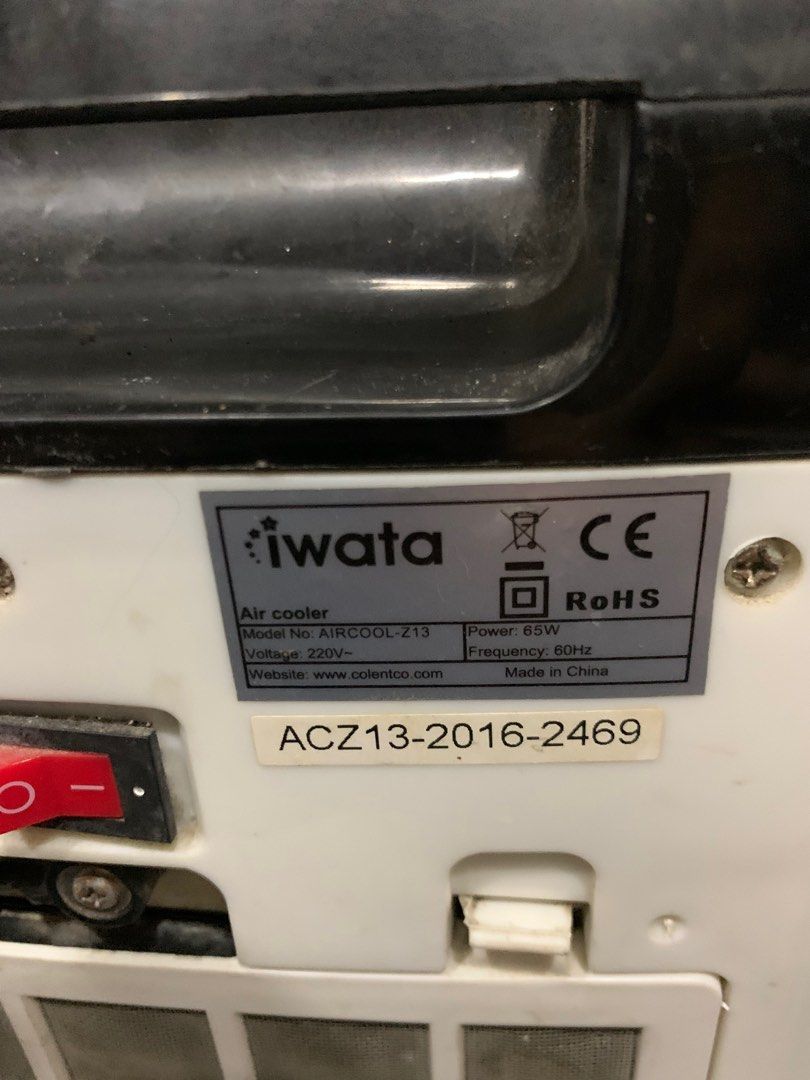 iwata
CE
RoHS
Air cooler
Model No: AIRCOOL-Z13
Power: 65W
Voltage: 220V~
Frequency: 60Hz
Website: www.colentco.com
Made in China
ACZ13-2016-2469
O I